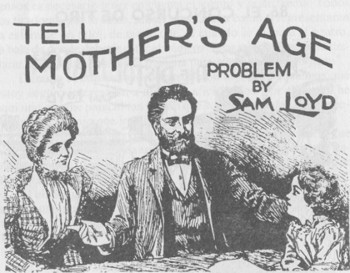 TELL
MOTHER'S AGE
PROBLEM
BY
SAM LOYD